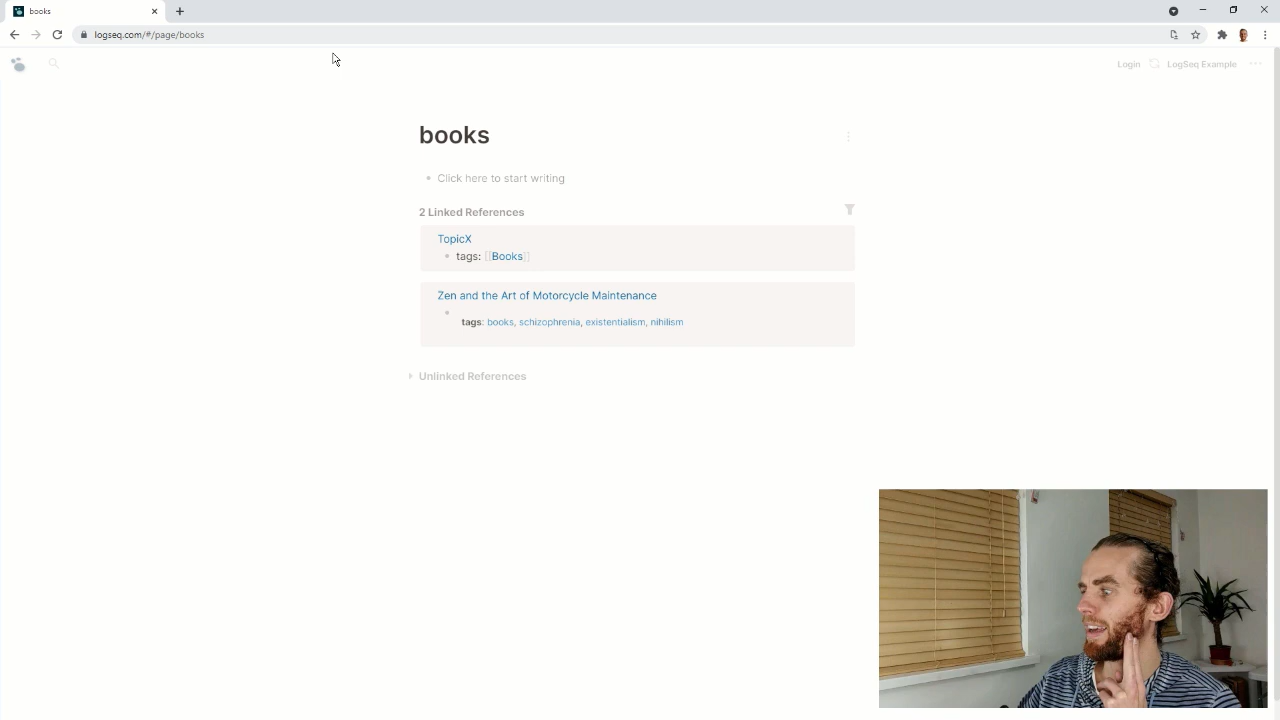 books
logseq.com/#/page/books
Login
LogSeq Example
books
Click here to start writing
2 Linked References
TopicX
tags: [[Books]]
Zen and the Art of Motorcycle Maintenance
tags: books, schizophrenia, existentialism, nihilism
Unlinked References